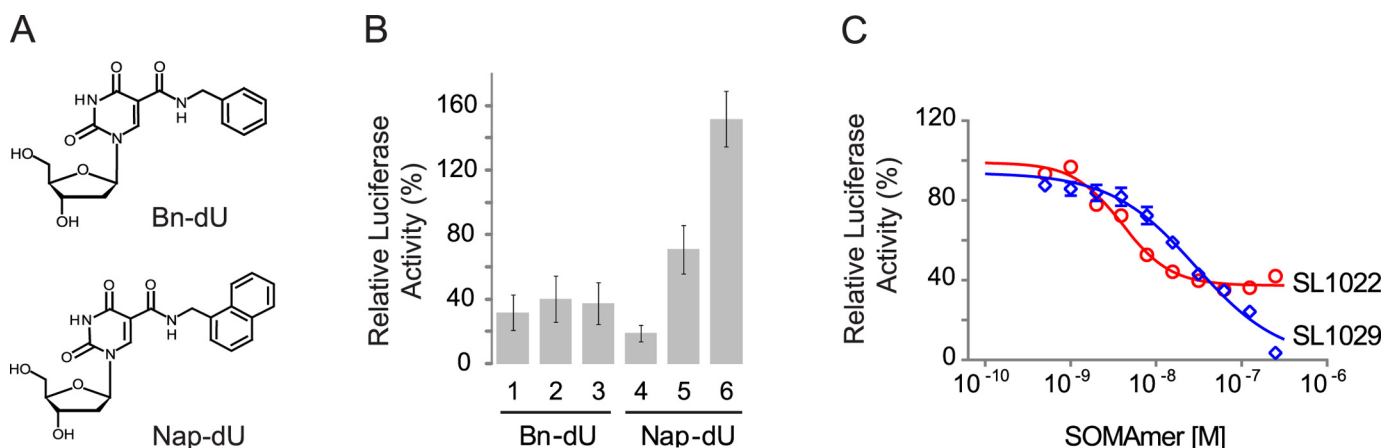 A
O
O
HN
N
H
O
N
HO
O
OH
Bn-dU
O
O
HN
N
H
O
N
HO
O
OH
Nap-dU
B
Relative Luciferase
Activity (%)
160
120
80
40
0
1 2 3 4 5 6
Bn-dU Nap-dU
C
Relative Luciferase
Activity (%)
120
80
40
0
10⁻¹⁰ 10⁻⁹ 10⁻⁸ 10⁻⁷ 10⁻⁶
SOMAmer [M]
SL1022
SL1029